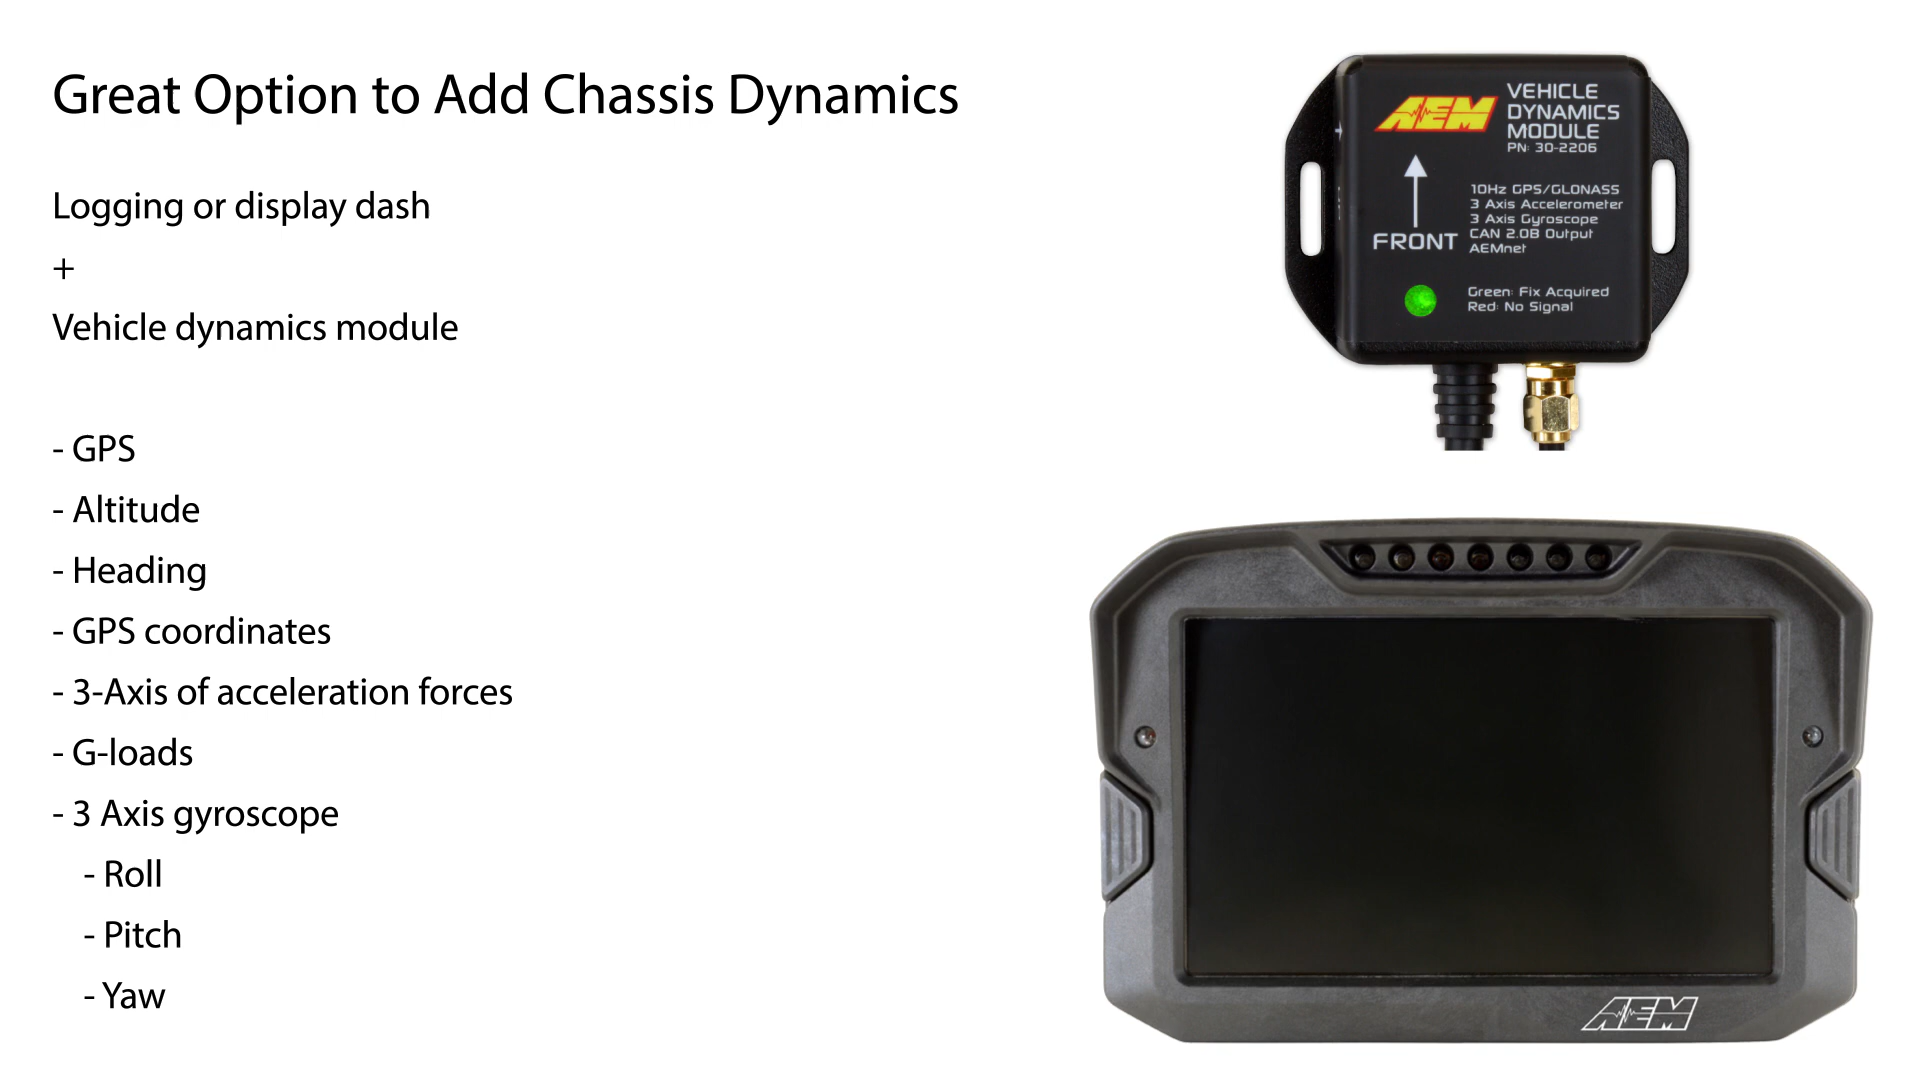 Great Option to Add Chassis Dynamics
Logging or display dash
+
Vehicle dynamics module
- GPS
- Altitude
- Heading
- GPS coordinates
- 3-Axis of acceleration forces
- G-loads
- 3 Axis gyroscope
- Roll
- Pitch
- Yaw
AEM
VEHICLE
DYNAMICS
MODULE
PN: 30-2206
FRONT
10Hz GPS/GLONASS
3 Axis Accelerometer
3 Axis Gyroscope
CAN 2.0B Output
AEMnet
Green: Fix Acquired
Red: No Signal
AEM